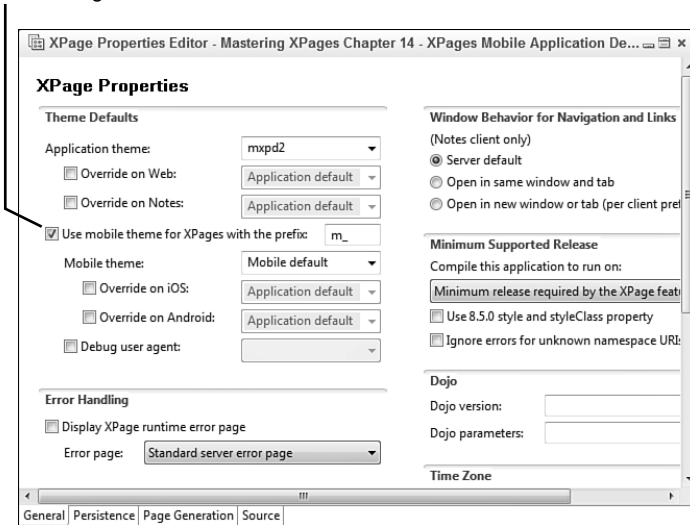 XPage Properties Editor - Mastering XPages Chapter 14 - XPages Mobile Application De...
XPage Properties
Theme Defaults
Application theme: mxpd2
Override on Web: Application default
Override on Notes: Application default
Use mobile theme for XPages with the prefix: m_
Mobile theme: Mobile default
Override on iOS: Application default
Override on Android: Application default
Debug user agent:
Error Handling
Display XPage runtime error page
Error page: Standard server error page
Window Behavior for Navigation and Links
(Notes client only)
Server default
Open in same window and tab
Open in new window or tab (per client pref
Minimum Supported Release
Compile this application to run on:
Minimum release required by the XPage featu
Use 8.5.0 style and styleClass property
Ignore errors for unknown namespace URIs
Dojo
Dojo version:
Dojo parameters:
Time Zone
General Persistence Page Generation Source